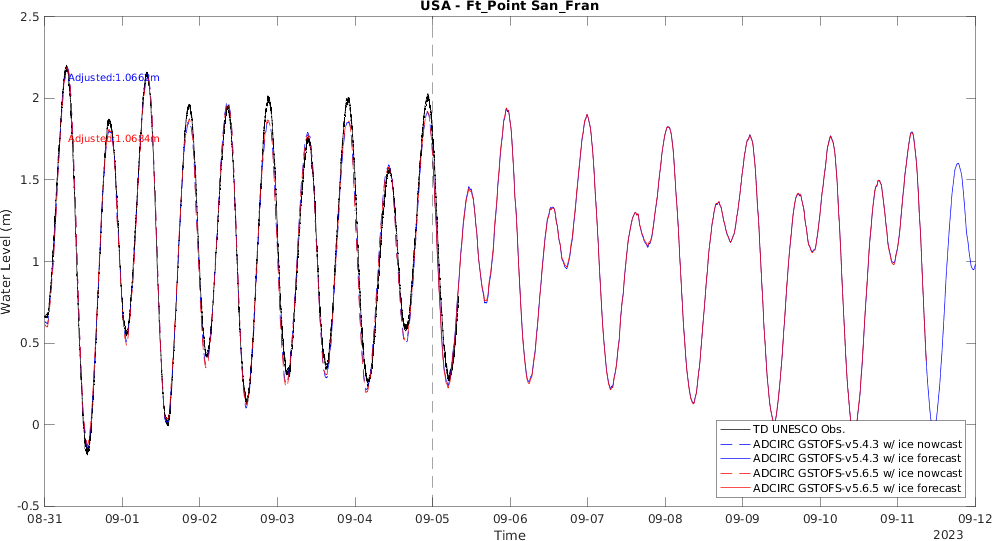 USA - Ft_Point San_Fran
2.5
2
1.5
1
0.5
0
-0.5
Water Level (m)
Adjusted:1.0663m
Adjusted:1.0684m
TD UNESCO Obs.
ADCIRC GSTOFS-v5.4.3 w/ ice nowcast
ADCIRC GSTOFS-v5.4.3 w/ ice forecast
ADCIRC GSTOFS-v5.6.5 w/ ice nowcast
ADCIRC GSTOFS-v5.6.5 w/ ice forecast
08-31 09-01 09-02 09-03 09-04 09-05 09-06 09-07 09-08 09-09 09-10 09-11 09-12
Time
2023